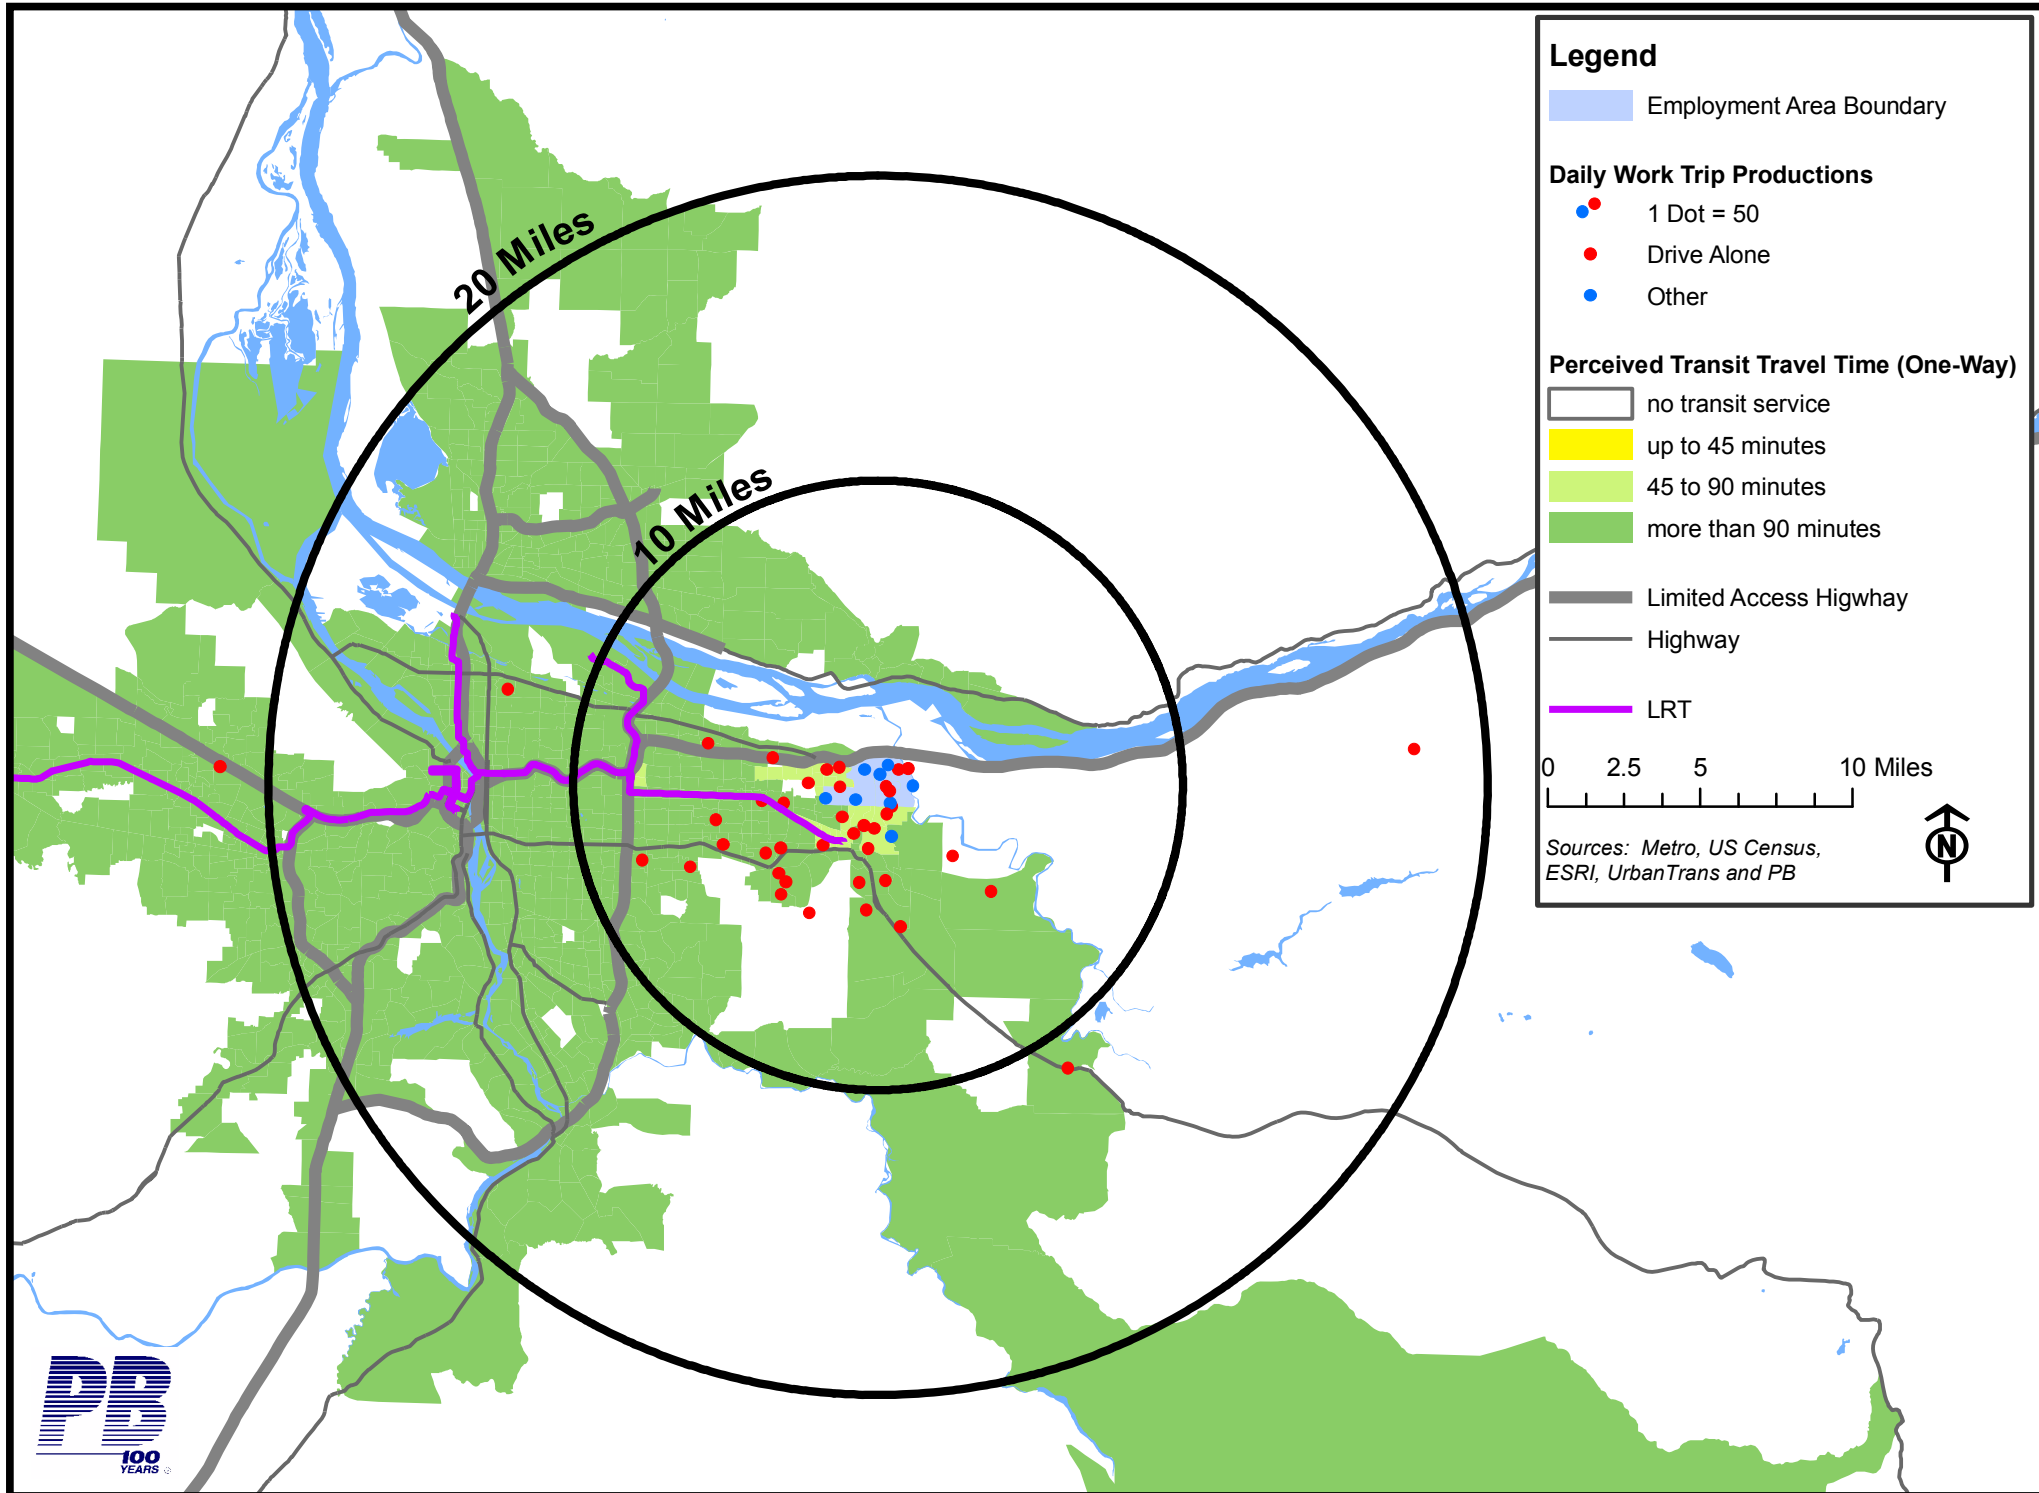 20 Miles
10 Miles
Legend
Employment Area Boundary
Daily Work Trip Productions
1 Dot = 50
Drive Alone
Other
Perceived Transit Travel Time (One-Way)
no transit service
up to 45 minutes
45 to 90 minutes
more than 90 minutes
Limited Access Higwhay
Highway
LRT
0 2.5 5 10 Miles
Sources: Metro, US Census,
ESRI, UrbanTrans and PB
N
PB
100
YEARS